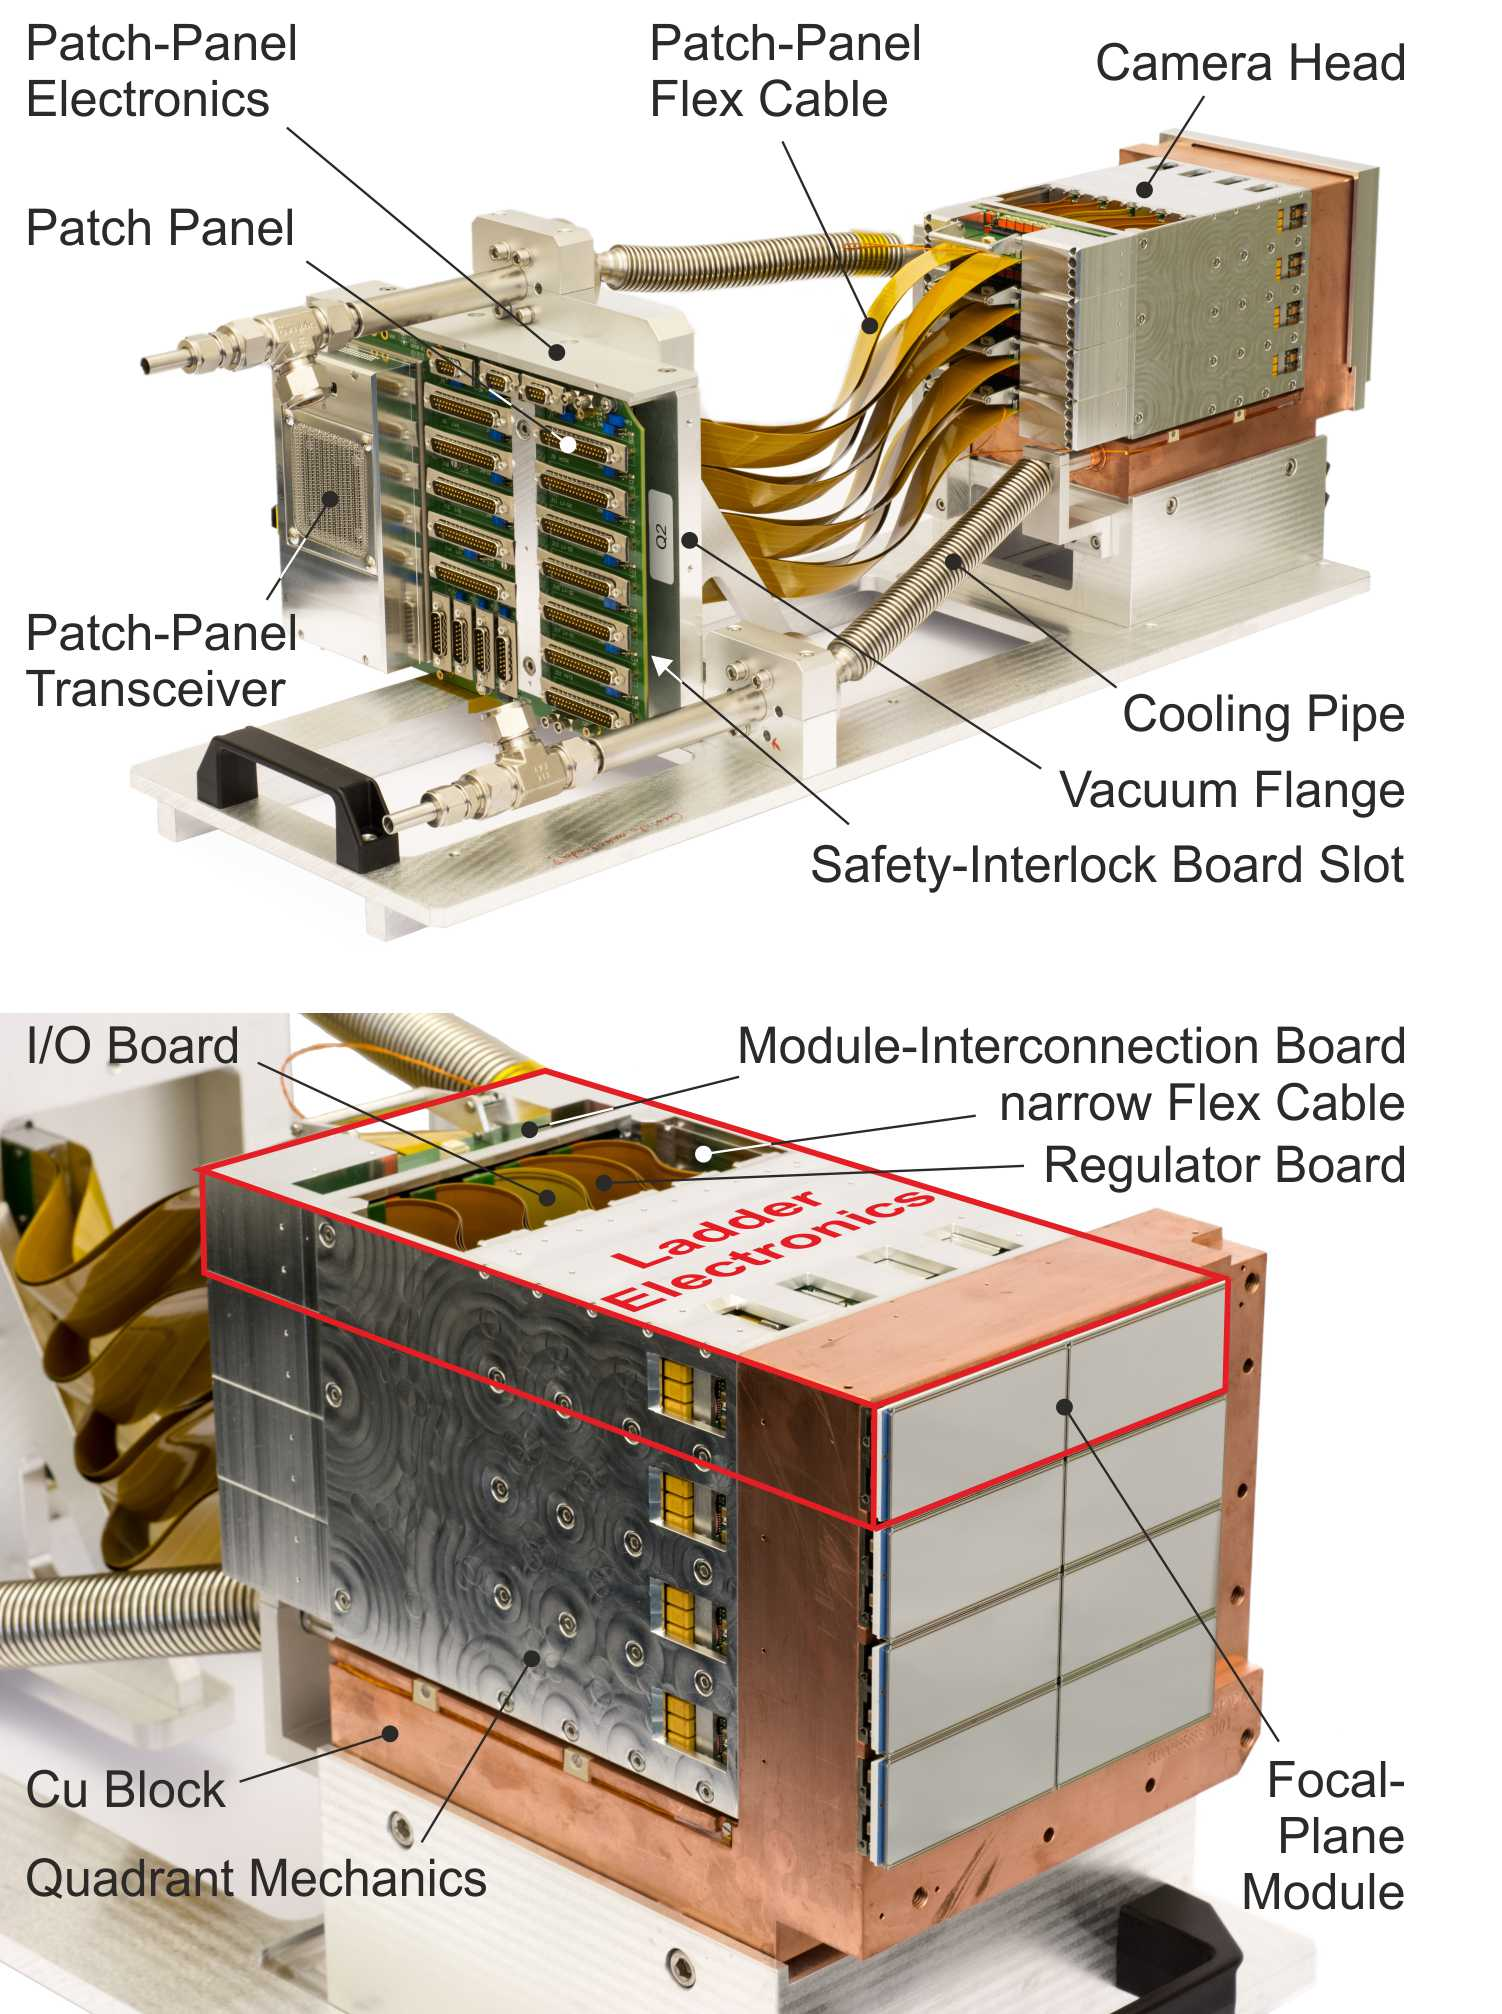 Patch-Panel
Electronics
Patch-Panel
Flex Cable
Camera Head
Patch Panel
Q2
Patch-Panel
Transceiver
Cooling Pipe
Vacuum Flange
Safety-Interlock Board Slot
I/O Board
Module-Interconnection Board
narrow Flex Cable
Regulator Board
Ladder
Electronics
Cu Block
Quadrant Mechanics
Focal-
Plane
Module